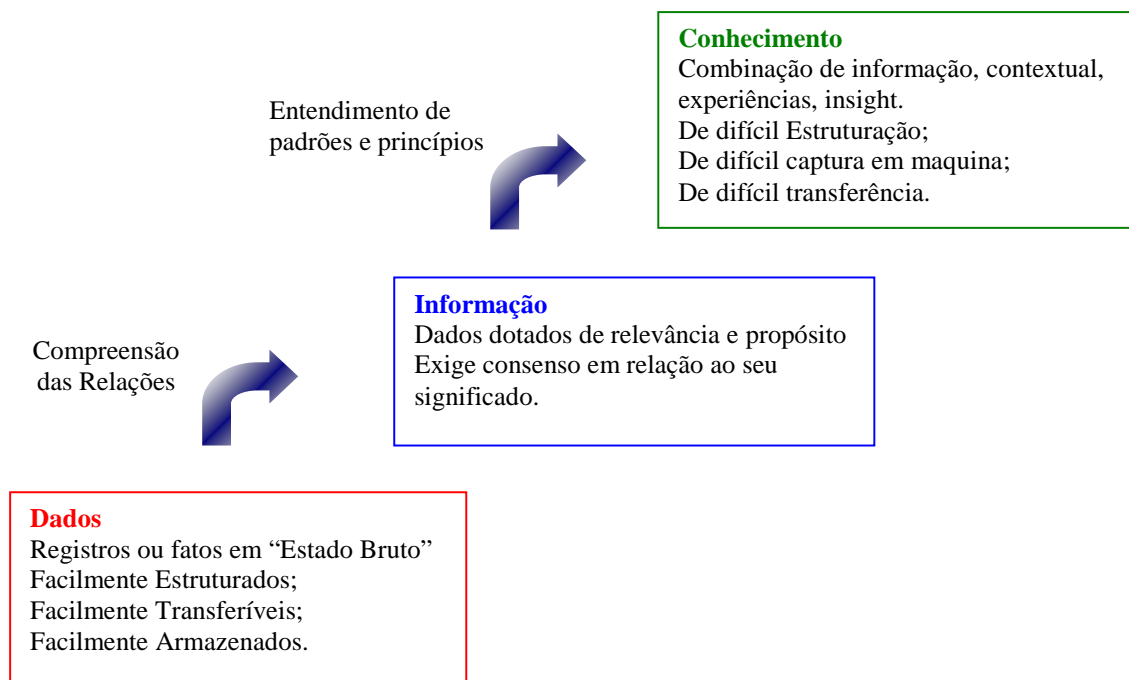 Conhecimento
Combinação de informação, contextual,
experiências, insight.
De difícil Estruturação;
De difícil captura em maquina;
De difícil transferência.
Entendimento de
padrões e princípios
Informação
Dados dotados de relevância e propósito
Exige consenso em relação ao seu
significado.
Compreensão
das Relações
Dados
Registros ou fatos em “Estado Bruto”
Facilmente Estruturados;
Facilmente Transferíveis;
Facilmente Armazenados.